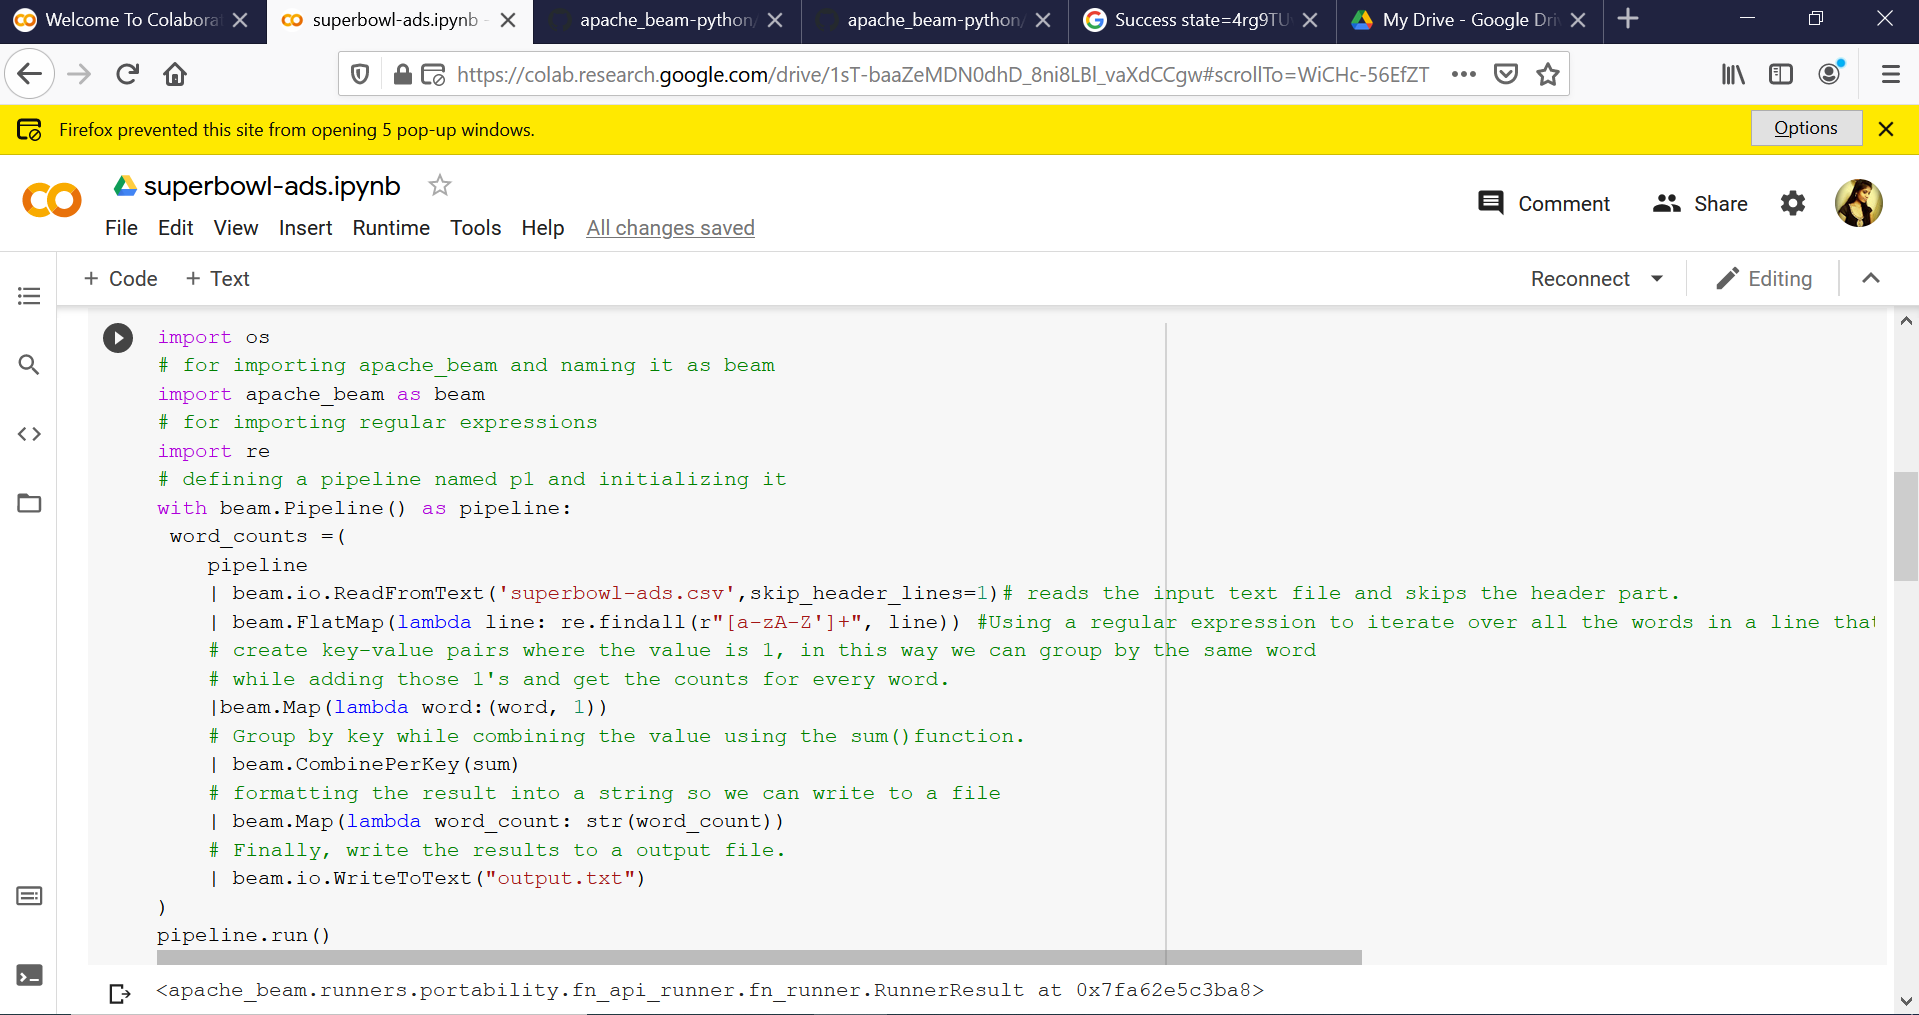 Welcome To Colaborat
superbowl-ads.ipynb -
apache_beam-python/
apache_beam-python/
Success state=4rg9TU
My Drive - Google Driv
https://colab.research.google.com/drive/1sT-baaZeMDN0dhD_8ni8LBl_vaXdCCgw#scrollTo=WiCHc-56EfZT
Firefox prevented this site from opening 5 pop-up windows.
Options
superbowl-ads.ipynb
Comment
Share
File Edit View Insert Runtime Tools Help All changes saved
+ Code + Text
Reconnect
Editing
import os
# for importing apache_beam and naming it as beam
import apache_beam as beam
# for importing regular expressions
import re
# defining a pipeline named p1 and initializing it
with beam.Pipeline() as pipeline:
word_counts =(
pipeline
| beam.io.ReadFromText('superbowl-ads.csv',skip_header_lines=1)# reads the input text file and skips the header part.
| beam.FlatMap(lambda line: re.findall(r"[a-zA-Z']+", line)) #Using a regular expression to iterate over all the words in a line that
# create key-value pairs where the value is 1, in this way we can group by the same word
# while adding those 1's and get the counts for every word.
|beam.Map(lambda word:(word, 1))
# Group by key while combining the value using the sum()function.
| beam.CombinePerKey(sum)
# formatting the result into a string so we can write to a file
| beam.Map(lambda word_count: str(word_count))
# Finally, write the results to a output file.
| beam.io.WriteToText("output.txt")
)
pipeline.run()
<apache_beam.runners.portability.fn_api_runner.fn_runner.RunnerResult at 0x7fa62e5c3ba8>